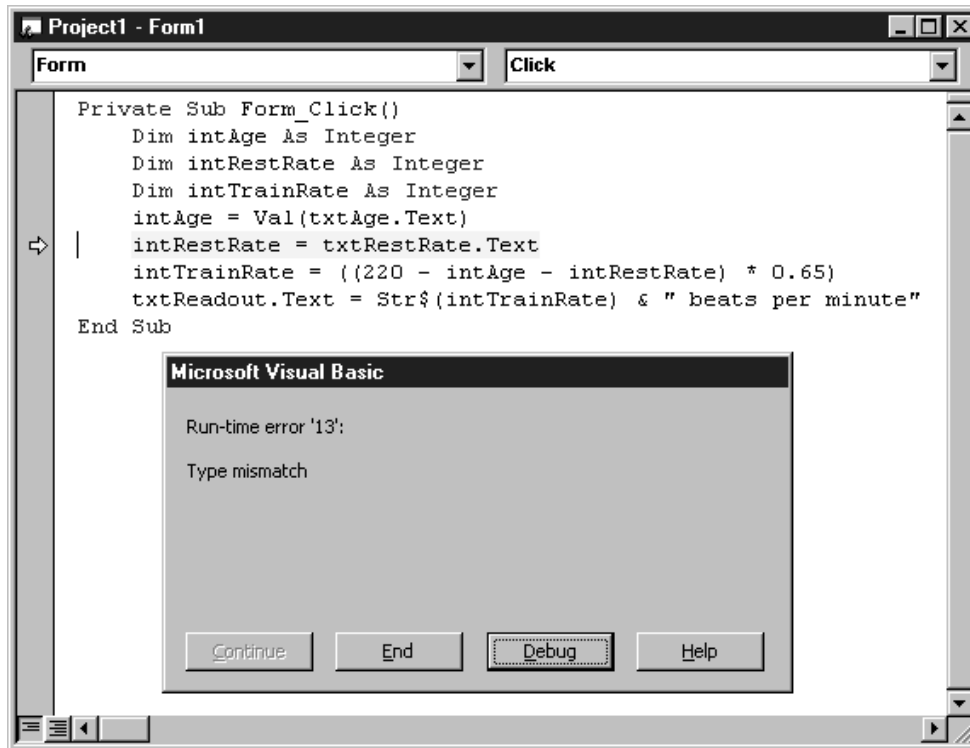 Project1 - Form1
Form Click
Private Sub Form_Click()
Dim intAge As Integer
Dim intRestRate As Integer
Dim intTrainRate As Integer
intAge = Val(txtAge.Text)
intRestRate = txtRestRate.Text
intTrainRate = ((220 - intAge - intRestRate) * 0.65)
txtReadout.Text = Str$(intTrainRate) & " beats per minute"
End Sub
Microsoft Visual Basic
Run-time error '13':
Type mismatch
Continue End Debug Help